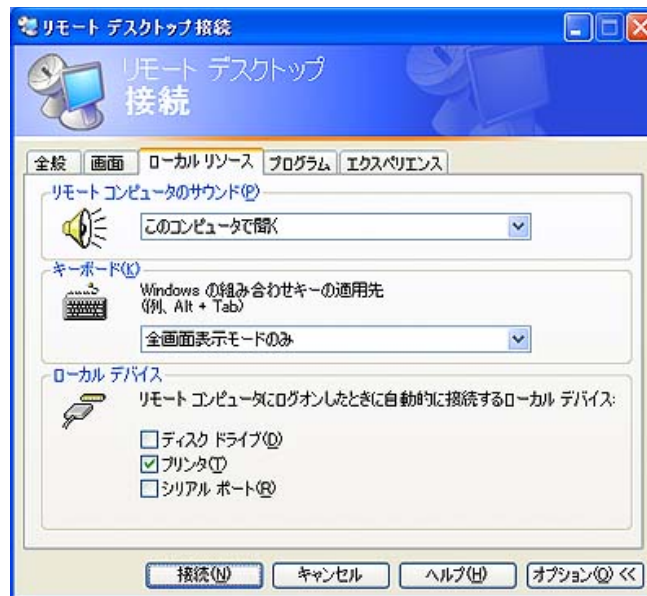 リモート デスクトップ接続
リモート デスクトップ
接続
全般 画面 ローカル リソース プログラム エクスペリエンス
リモート コンピュータのサウンド(P)
このコンピュータで聞く
キーボード(K)
Windows の組み合わせキーの適用先
(例、Alt + Tab)
全画面表示モードのみ
ローカル デバイス
リモート コンピュータにログオンしたときに自動的に接続するローカル デバイス:
ディスク ドライブ(D)
プリンタ(T)
シリアル ポート(R)
接続(N) キャンセル ヘルプ(H) オプション(O) <<